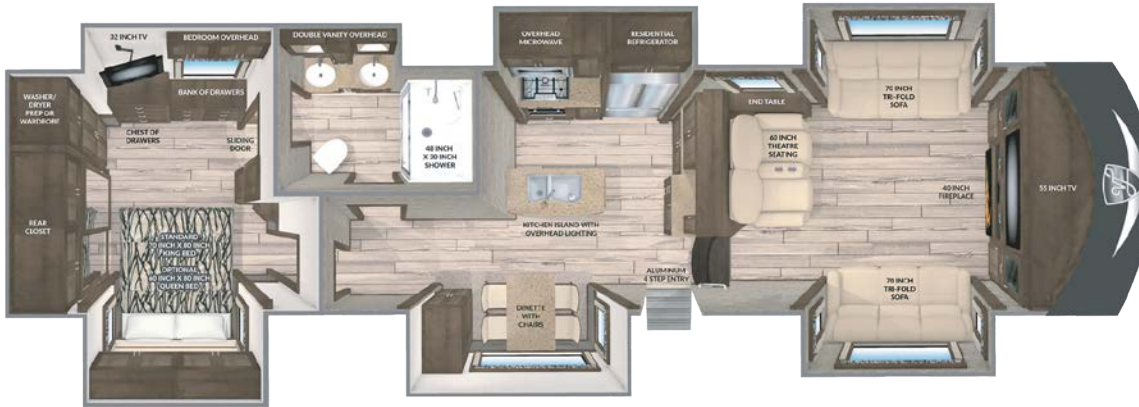 32 INCH TV
BEDROOM OVERHEAD
WASHER/
DRYER
PREP OR
WARDROBE
BANK OF DRAWERS
CHEST OF
DRAWERS
SLIDING
DOOR
REAR
CLOSET
STANDARD
70 INCH X 80 INCH
KING BED
OPTIONAL
60 INCH X 80 INCH
QUEEN BED
DOUBLE VANITY OVERHEAD
48 INCH
X 30 INCH
SHOWER
OVERHEAD
MICROWAVE
RESIDENTIAL
REFRIGERATOR
KITCHEN ISLAND WITH
OVERHEAD LIGHTING
DINETTE
WITH
CHAIRS
ALUMINUM
4 STEP ENTRY
END TABLE
60 INCH
THEATRE
SEATING
70 INCH
TRI-FOLD
SOFA
40 INCH
FIREPLACE
55 INCH TV
70 INCH
TRI-FOLD
SOFA